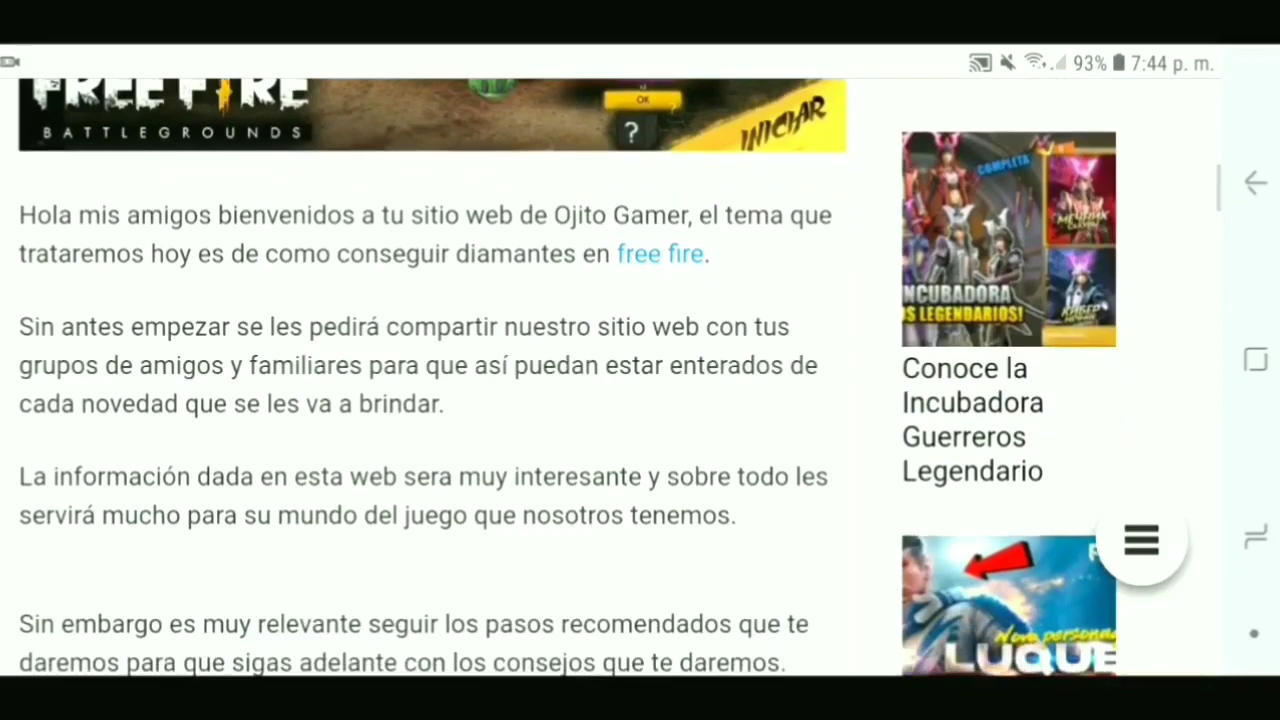 93% 7:44 p. m.
FREE FIRE
BATTLEGROUNDS
OK
?
INICIAR
Hola mis amigos bienvenidos a tu sitio web de Ojito Gamer, el tema que
trataremos hoy es de como conseguir diamantes en free fire.
Sin antes empezar se les pedirá compartir nuestro sitio web con tus
grupos de amigos y familiares para que así puedan estar enterados de
cada novedad que se les va a brindar.
La información dada en esta web sera muy interesante y sobre todo les
servirá mucho para su mundo del juego que nosotros tenemos.
Sin embargo es muy relevante seguir los pasos recomendados que te
daremos para que sigas adelante con los consejos que te daremos.
COMPLETA
INCUBADORA
S LEGENDARIOS!
Conoce la
Incubadora
Guerreros
Legendario
LUQUE